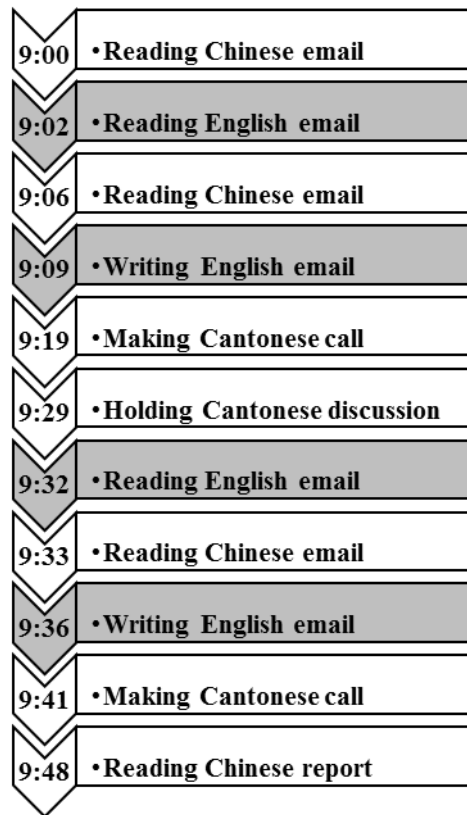 9:00 •Reading Chinese email
9:02 •Reading English email
9:06 •Reading Chinese email
9:09 •Writing English email
9:19 •Making Cantonese call
9:29 •Holding Cantonese discussion
9:32 •Reading English email
9:33 •Reading Chinese email
9:36 •Writing English email
9:41 •Making Cantonese call
9:48 •Reading Chinese report